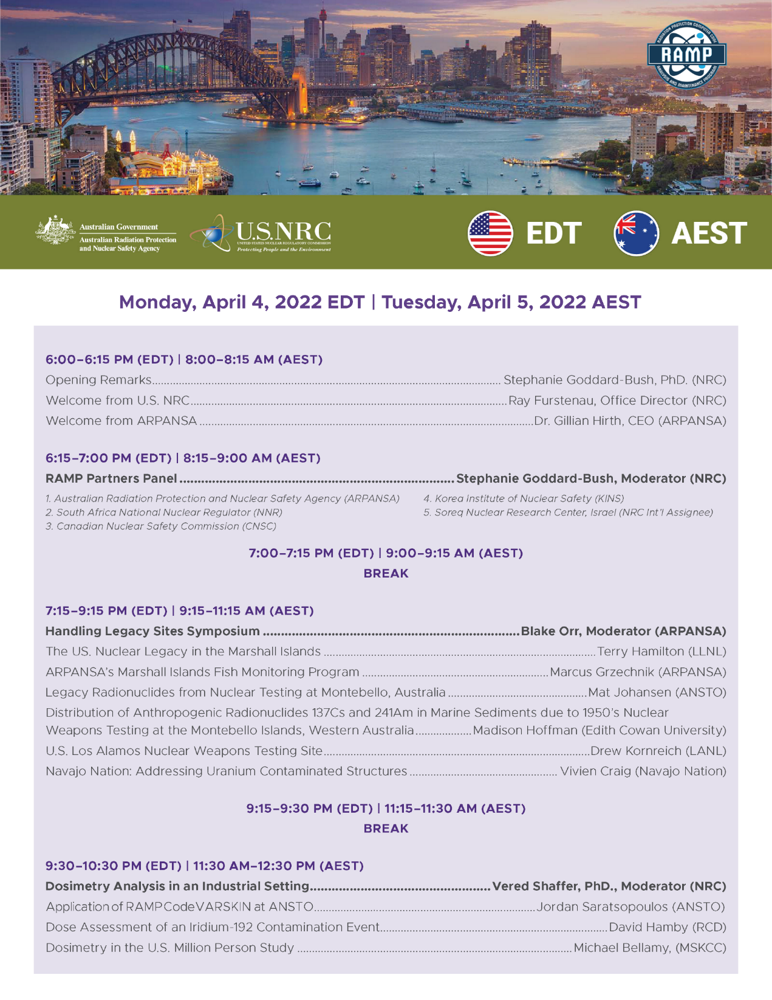 RADIATION PROTECTION COMPUTER CODE
RAMP
ANALYSIS AND MAINTENANCE PROGRAM
Australian Government
Australian Radiation Protection
and Nuclear Safety Agency
U.S.NRC
UNITED STATES NUCLEAR REGULATORY COMMISSION
Protecting People and the Environment
EDT
AEST
Monday, April 4, 2022 EDT | Tuesday, April 5, 2022 AEST
6:00–6:15 PM (EDT) | 8:00–8:15 AM (AEST)
Opening Remarks.......... Stephanie Goddard-Bush, PhD. (NRC)
Welcome from U.S. NRC..........Ray Furstenau, Office Director (NRC)
Welcome from ARPANSA ..........Dr. Gillian Hirth, CEO (ARPANSA)
6:15–7:00 PM (EDT) | 8:15–9:00 AM (AEST)
RAMP Partners Panel .......... Stephanie Goddard-Bush, Moderator (NRC)
1. Australian Radiation Protection and Nuclear Safety Agency (ARPANSA)
2. South Africa National Nuclear Regulator (NNR)
3. Canadian Nuclear Safety Commission (CNSC)
4. Korea Institute of Nuclear Safety (KINS)
5. Soreq Nuclear Research Center, Israel (NRC Int'l Assignee)
7:00–7:15 PM (EDT) | 9:00–9:15 AM (AEST)
BREAK
7:15–9:15 PM (EDT) | 9:15–11:15 AM (AEST)
Handling Legacy Sites Symposium ..........Blake Orr, Moderator (ARPANSA)
The US. Nuclear Legacy in the Marshall Islands ..........Terry Hamilton (LLNL)
ARPANSA's Marshall Islands Fish Monitoring Program ..........Marcus Grzechnik (ARPANSA)
Legacy Radionuclides from Nuclear Testing at Montebello, Australia ..........Mat Johansen (ANSTO)
Distribution of Anthropogenic Radionuclides 137Cs and 241Am in Marine Sediments due to 1950's Nuclear
Weapons Testing at the Montebello Islands, Western Australia..........Madison Hoffman (Edith Cowan University)
U.S. Los Alamos Nuclear Weapons Testing Site..........Drew Kornreich (LANL)
Navajo Nation: Addressing Uranium Contaminated Structures .......... Vivien Craig (Navajo Nation)
9:15–9:30 PM (EDT) | 11:15–11:30 AM (AEST)
BREAK
9:30–10:30 PM (EDT) | 11:30 AM–12:30 PM (AEST)
Dosimetry Analysis in an Industrial Setting..........Vered Shaffer, PhD., Moderator (NRC)
Application of RAMP Code VARSKIN at ANSTO..........Jordan Saratsopoulos (ANSTO)
Dose Assessment of an Iridium-192 Contamination Event..........David Hamby (RCD)
Dosimetry in the U.S. Million Person Study ..........Michael Bellamy, (MSKCC)